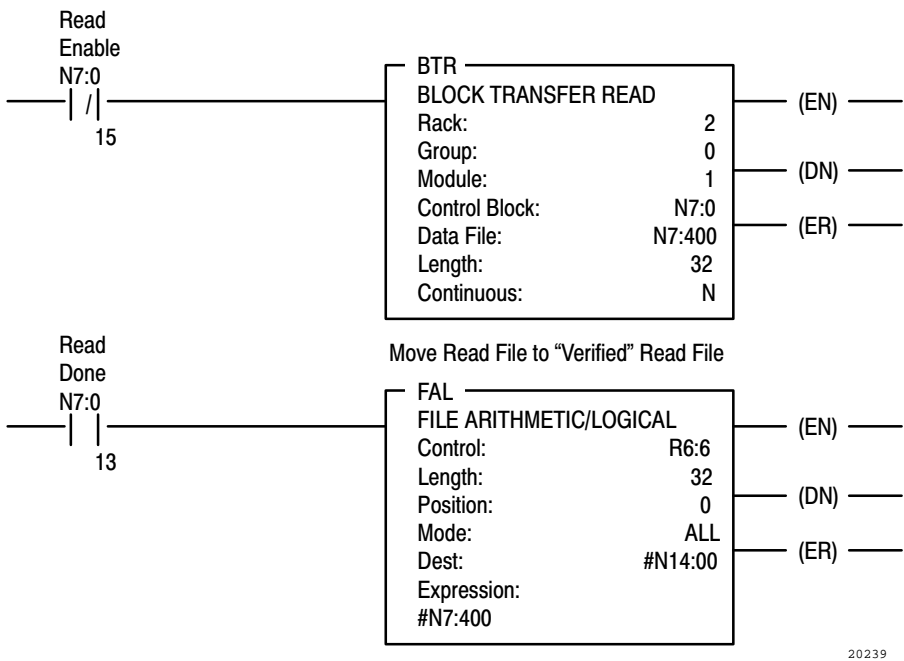 Read
Enable
N7:0
/
15
BTR
BLOCK TRANSFER READ
Rack: 2
Group: 0
Module: 1
Control Block: N7:0
Data File: N7:400
Length: 32
Continuous: N
(EN)
(DN)
(ER)
Read
Done
N7:0
13
Move Read File to “Verified” Read File
FAL
FILE ARITHMETIC/LOGICAL
Control: R6:6
Length: 32
Position: 0
Mode: ALL
Dest: #N14:00
Expression:
#N7:400
(EN)
(DN)
(ER)
20239